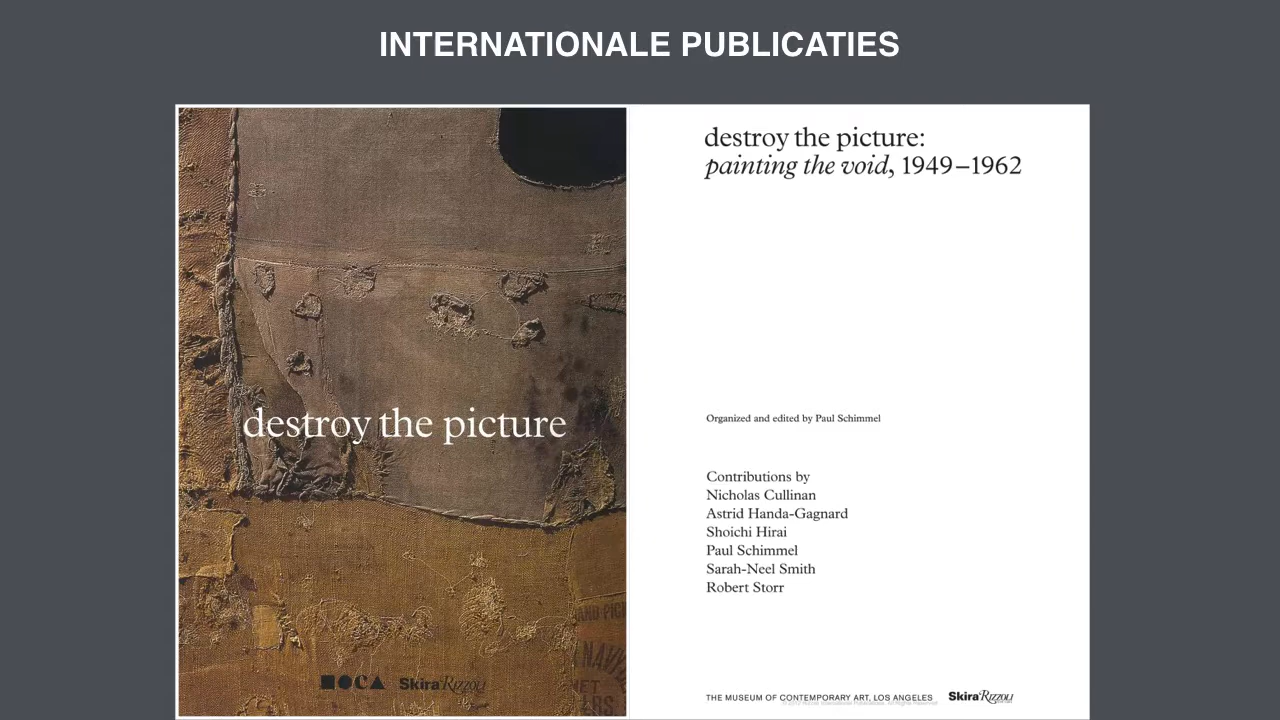 INTERNATIONALE PUBLICATIES
destroy the picture
MOCA Skira Rizzoli
NAVY
destroy the picture:
painting the void, 1949–1962
Organized and edited by Paul Schimmel
Contributions by
Nicholas Cullinan
Astrid Handa-Gagnard
Shoichi Hirai
Paul Schimmel
Sarah-Neel Smith
Robert Storr
THE MUSEUM OF CONTEMPORARY ART, LOS ANGELES Skira Rizzoli